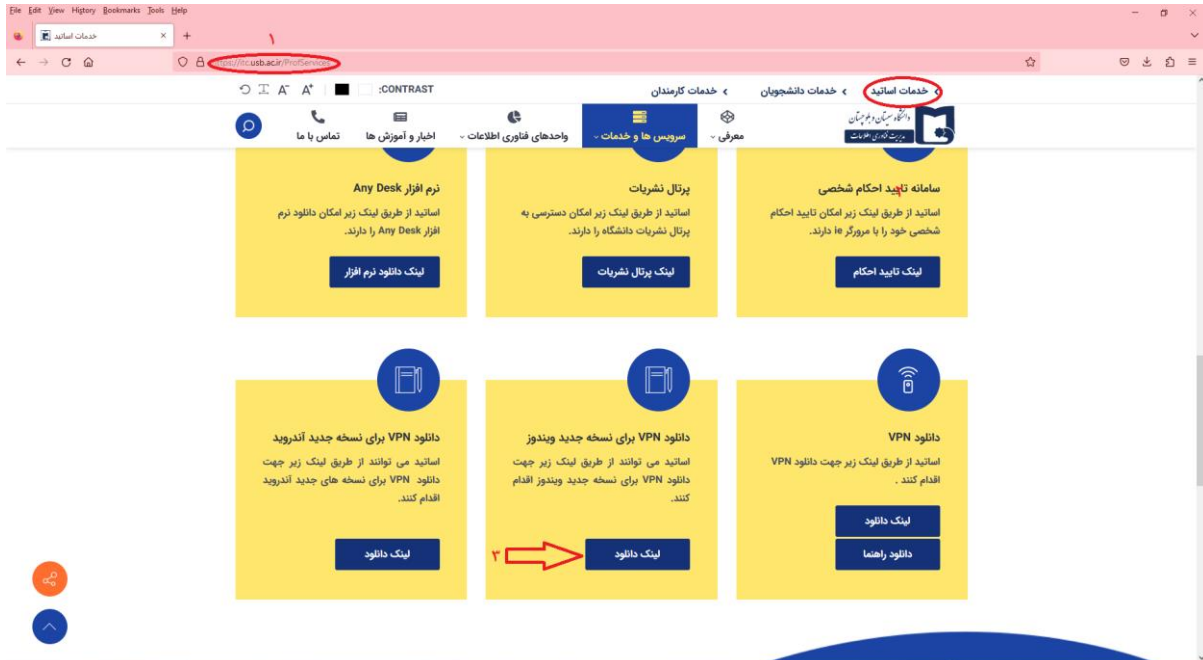 File Edit View History Bookmarks Tools Help
خدمات اساتید
۱
https://itc.usb.ac.ir/ProfServices
CONTRAST:
A⁻ A⁺
خدمات اساتید
خدمات دانشجویان
خدمات کارمندان
دانشگاه سیستان و بلوچستان
مدیریت فناوری اطلاعات
معرفی
سرویس ها و خدمات
واحدهای فناوری اطلاعات
اخبار و آموزش ها
تماس با ما
سامانه تایید احکام شخصی
۲
اساتید از طریق لینک زیر امکان تایید احکام
شخصی خود را با مرورگر ie دارند.
لینک تایید احکام
پرتال نشریات
اساتید از طریق لینک زیر امکان دسترسی به
پرتال نشریات دانشگاه را دارند.
لینک پرتال نشریات
نرم افزار Any Desk
اساتید از طریق لینک زیر امکان دانلود نرم
افزار Any Desk را دارند.
لینک دانلود نرم افزار
دانلود VPN
اساتید از طریق لینک زیر جهت دانلود VPN
اقدام کنند .
لینک دانلود
دانلود راهنما
دانلود VPN برای نسخه جدید ویندوز
اساتید می توانند از طریق لینک زیر جهت
دانلود VPN برای نسخه جدید ویندوز اقدام
کنند.
لینک دانلود
۳
دانلود VPN برای نسخه جدید آندروید
اساتید می توانند از طریق لینک زیر جهت
دانلود VPN برای نسخه های جدید آندروید
اقدام کنند.
لینک دانلود